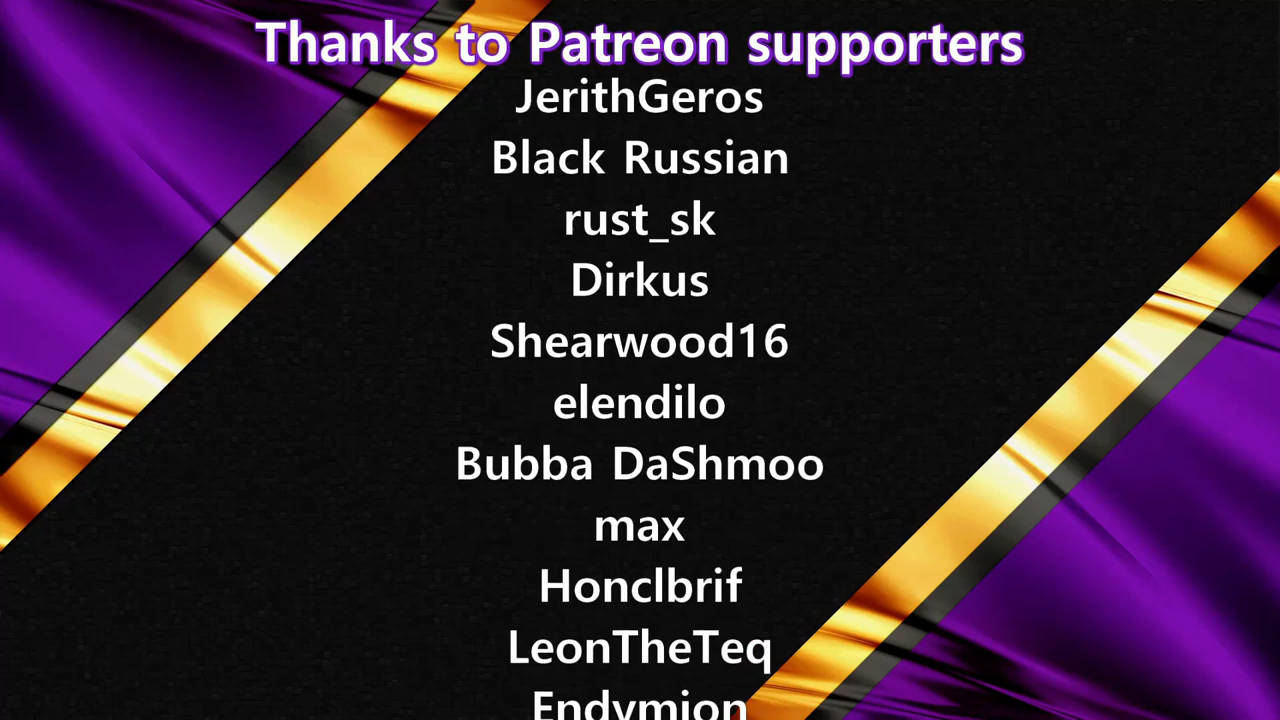 Thanks to Patreon supporters
JerithGeros
Black Russian
rust_sk
Dirkus
Shearwood16
elendilo
Bubba DaShmoo
max
Honclbrif
LeonTheTeq
Endymion